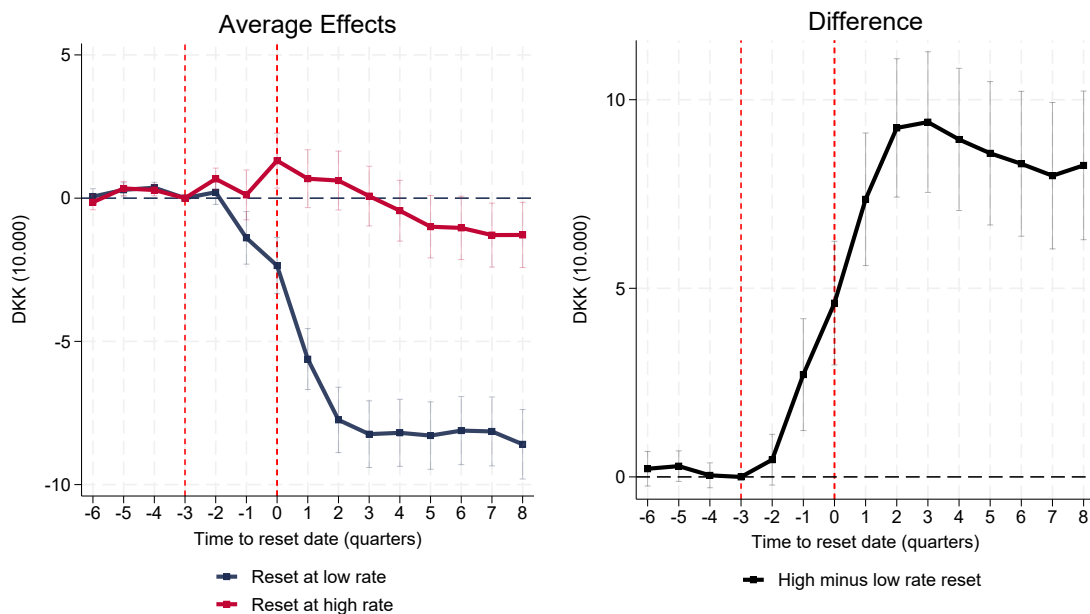 Average Effects
5
0
-5
-10
DKK (10.000)
-6 -5 -4 -3 -2 -1 0 1 2 3 4 5 6 7 8
Time to reset date (quarters)
Reset at low rate
Reset at high rate
Difference
10
5
0
DKK (10.000)
-6 -5 -4 -3 -2 -1 0 1 2 3 4 5 6 7 8
Time to reset date (quarters)
High minus low rate reset